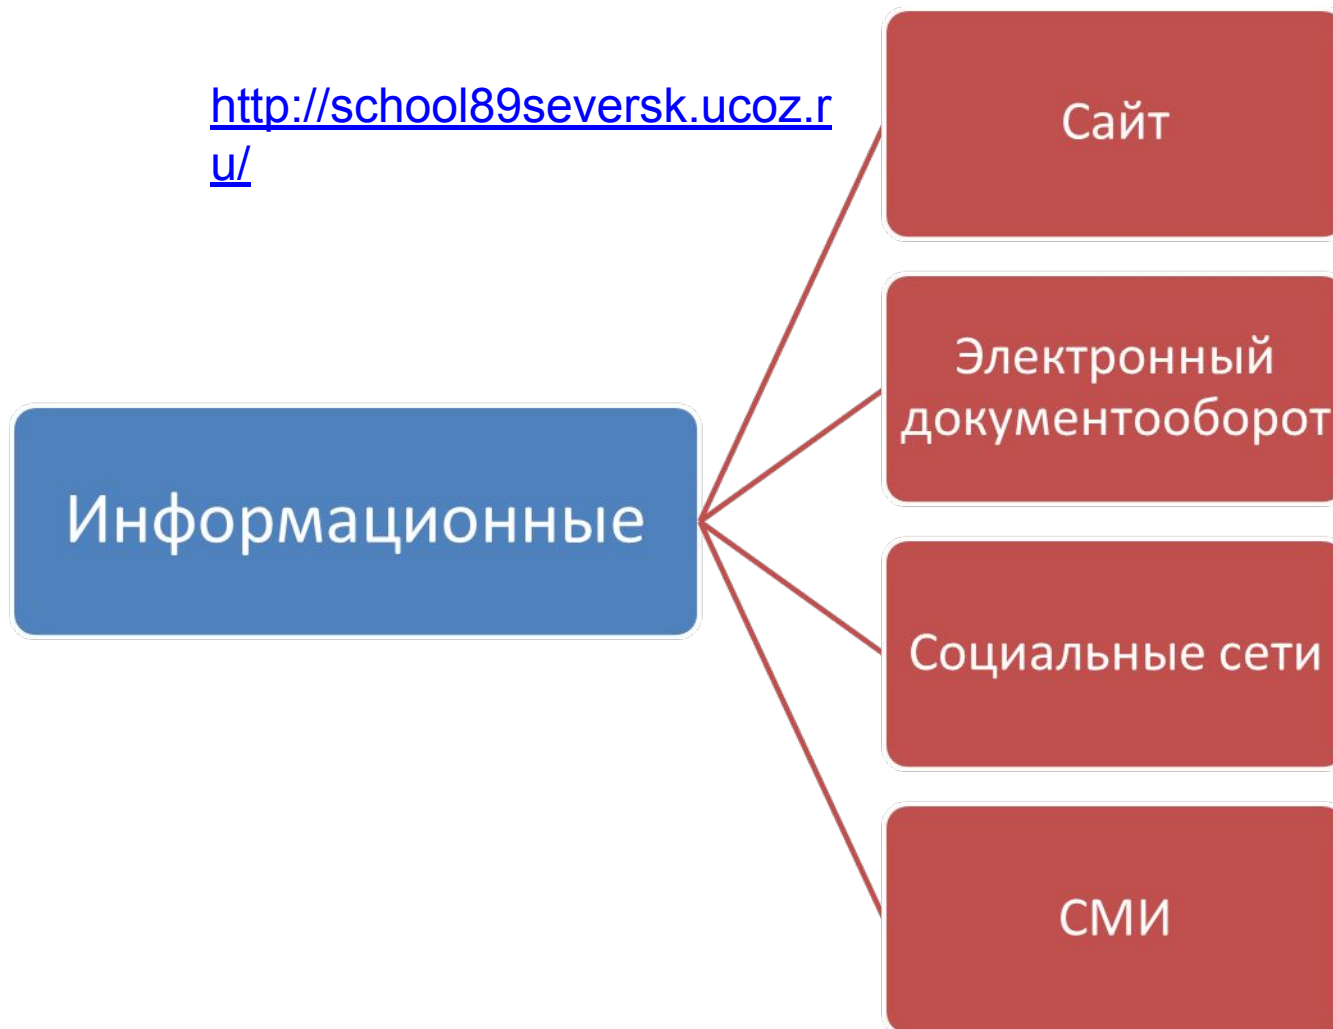 http://school89seversk.ucoz.r
u/
Сайт
Электронный
документооборот
Информационные
Социальные сети
СМИ